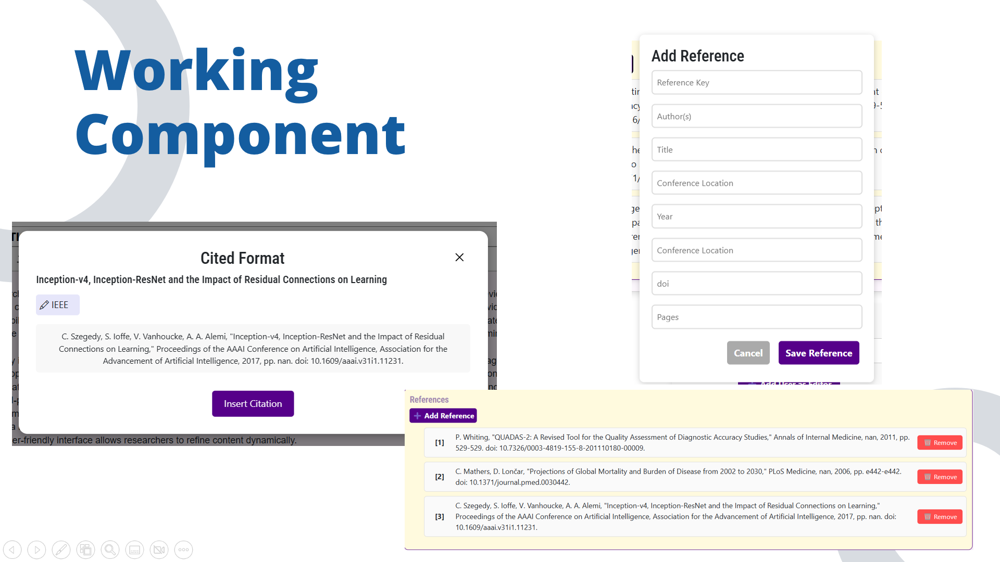 Working
Component
Add Reference
Reference Key
Author(s)
Title
Conference Location
Year
Conference Location
doi
Pages
Cancel
Save Reference
Cited Format
Inception-v4, Inception-ResNet and the Impact of Residual Connections on Learning
IEEE
C. Szegedy, S. Ioffe, V. Vanhoucke, A. A. Alemi, "Inception-v4, Inception-ResNet and the Impact of Residual
Connections on Learning," Proceedings of the AAAI Conference on Artificial Intelligence, Association for the
Advancement of Artificial Intelligence, 2017, pp. nan. doi: 10.1609/aaai.v31i1.11231.
Insert Citation
er-friendly interface allows researchers to refine content dynamically.
Add User as Editor
References
Add Reference
[1] P. Whiting, "QUADAS-2: A Revised Tool for the Quality Assessment of Diagnostic Accuracy Studies," Annals of Internal Medicine, nan, 2011, pp.
529-529. doi: 10.7326/0003-4819-155-8-201110180-00009.
Remove
[2] C. Mathers, D. Lončar, "Projections of Global Mortality and Burden of Disease from 2002 to 2030," PLoS Medicine, nan, 2006, pp. e442-e442.
doi: 10.1371/journal.pmed.0030442.
Remove
[3] C. Szegedy, S. Ioffe, V. Vanhoucke, A. A. Alemi, "Inception-v4, Inception-ResNet and the Impact of Residual Connections on Learning,"
Proceedings of the AAAI Conference on Artificial Intelligence, Association for the Advancement of Artificial Intelligence, 2017, pp. nan. doi:
10.1609/aaai.v31i1.11231.
Remove